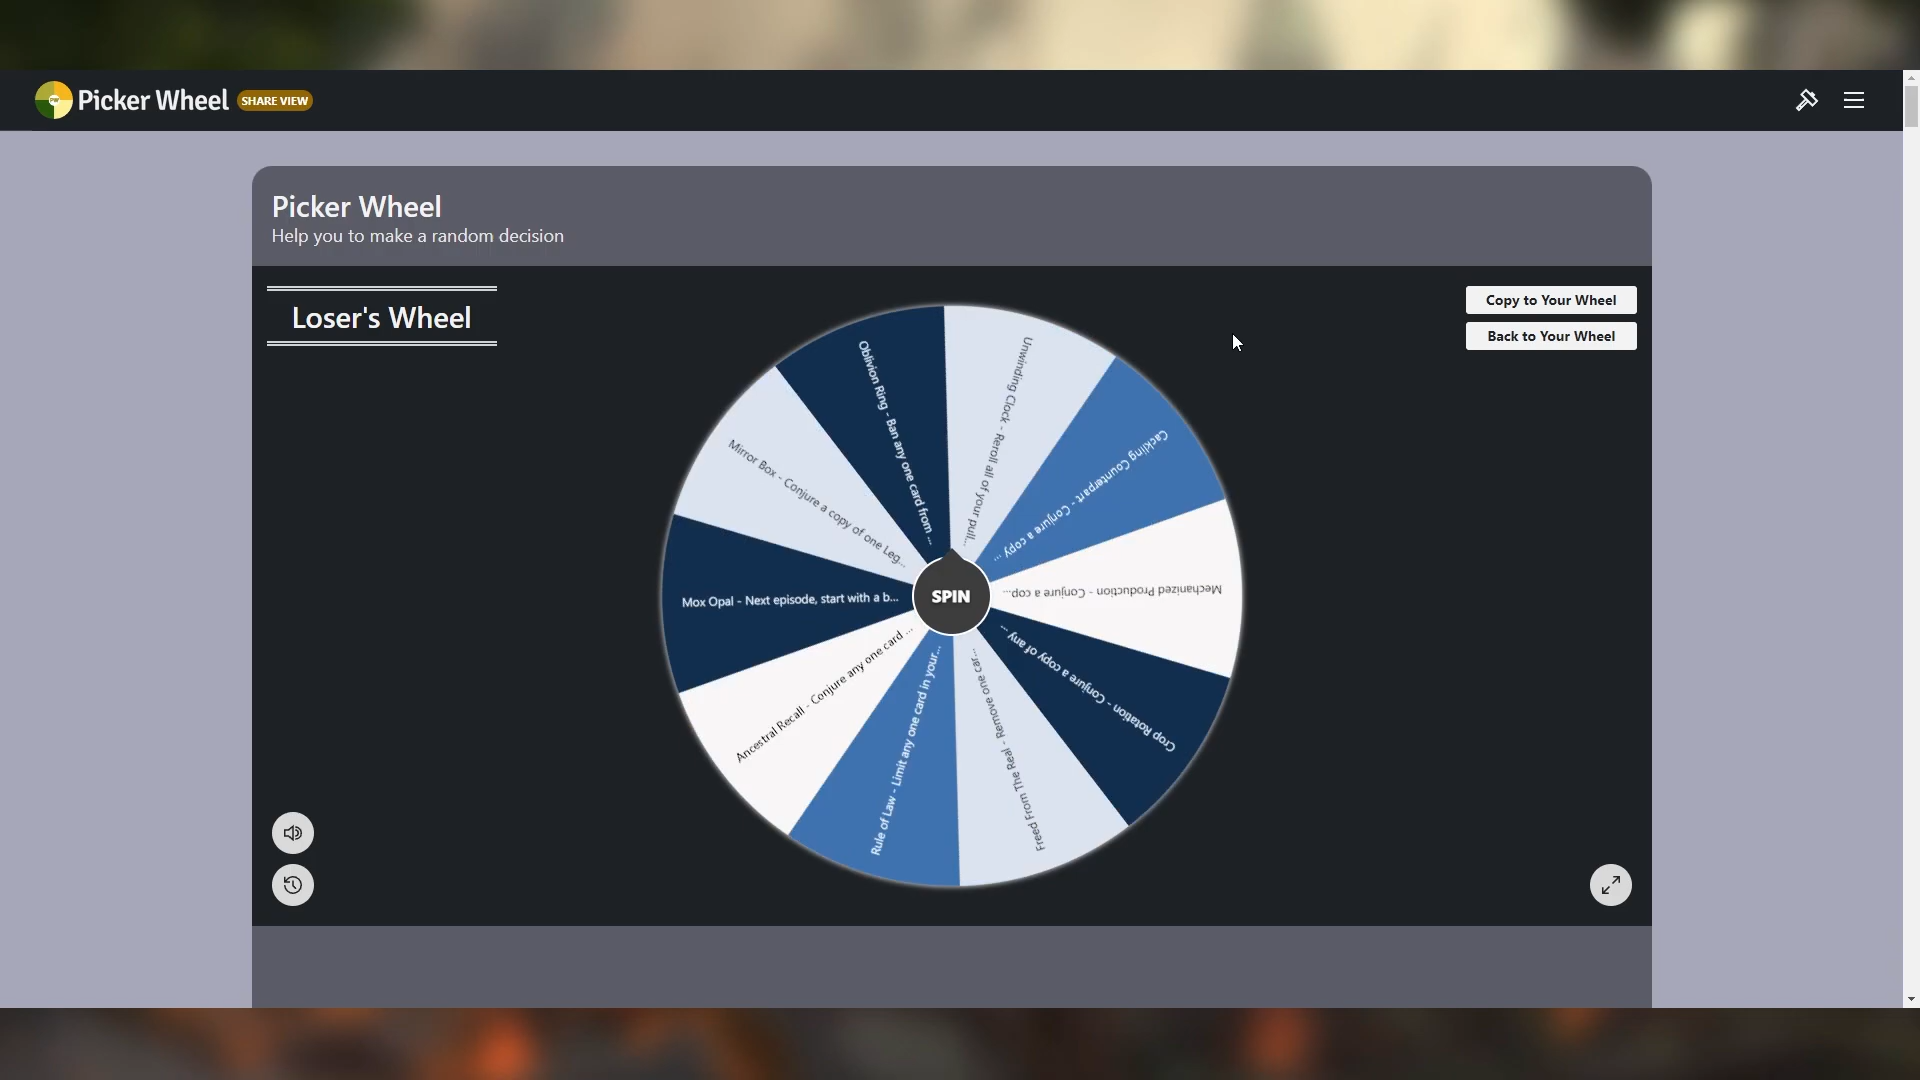 Picker Wheel SHARE VIEW
Picker Wheel
Help you to make a random decision
Loser's Wheel
Copy to Your Wheel
Back to Your Wheel
Unwinding Clock - Reroll all of your pull...
Cackling Counterpart - Conjure a copy ...
Mechanized Production - Conjure a cop...
Crop Rotation - Conjure a copy of any ...
Freed From The Real - Remove one car...
Rule of Law - Limit any one card in your...
Ancestral Recall - Conjure any one card ...
Mox Opal - Next episode, start with a b...
Mirror Box - Conjure a copy of one Leg...
Oblivion Ring - Ban any one card from ...
SPIN